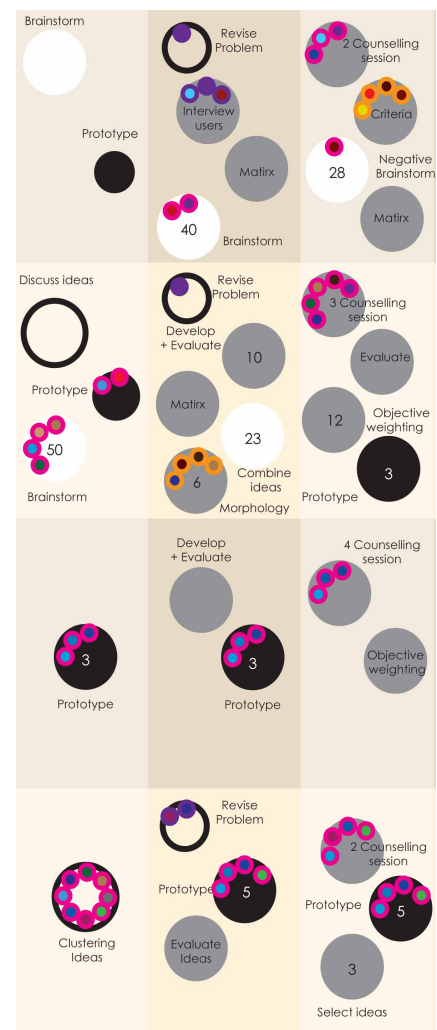 Brainstorm
Prototype
Revise
Problem
Interview
users
Matirx
40
Brainstorm
2 Counselling
session
Criteria
Negative
Brainstorm
28
Matirx
Discuss ideas
Prototype
50
Brainstorm
Revise
Problem
Develop
+ Evaluate
10
Matirx
23
Combine
ideas
6
Morphology
3 Counselling
session
Evaluate
12
Objective
weighting
3
Prototype
3
Prototype
Develop
+ Evaluate
3
Prototype
4 Counselling
session
Objective
weighting
Clustering
Ideas
Revise
Problem
Prototype
5
Evaluate
Ideas
2 Counselling
session
Prototype
5
3
Select ideas